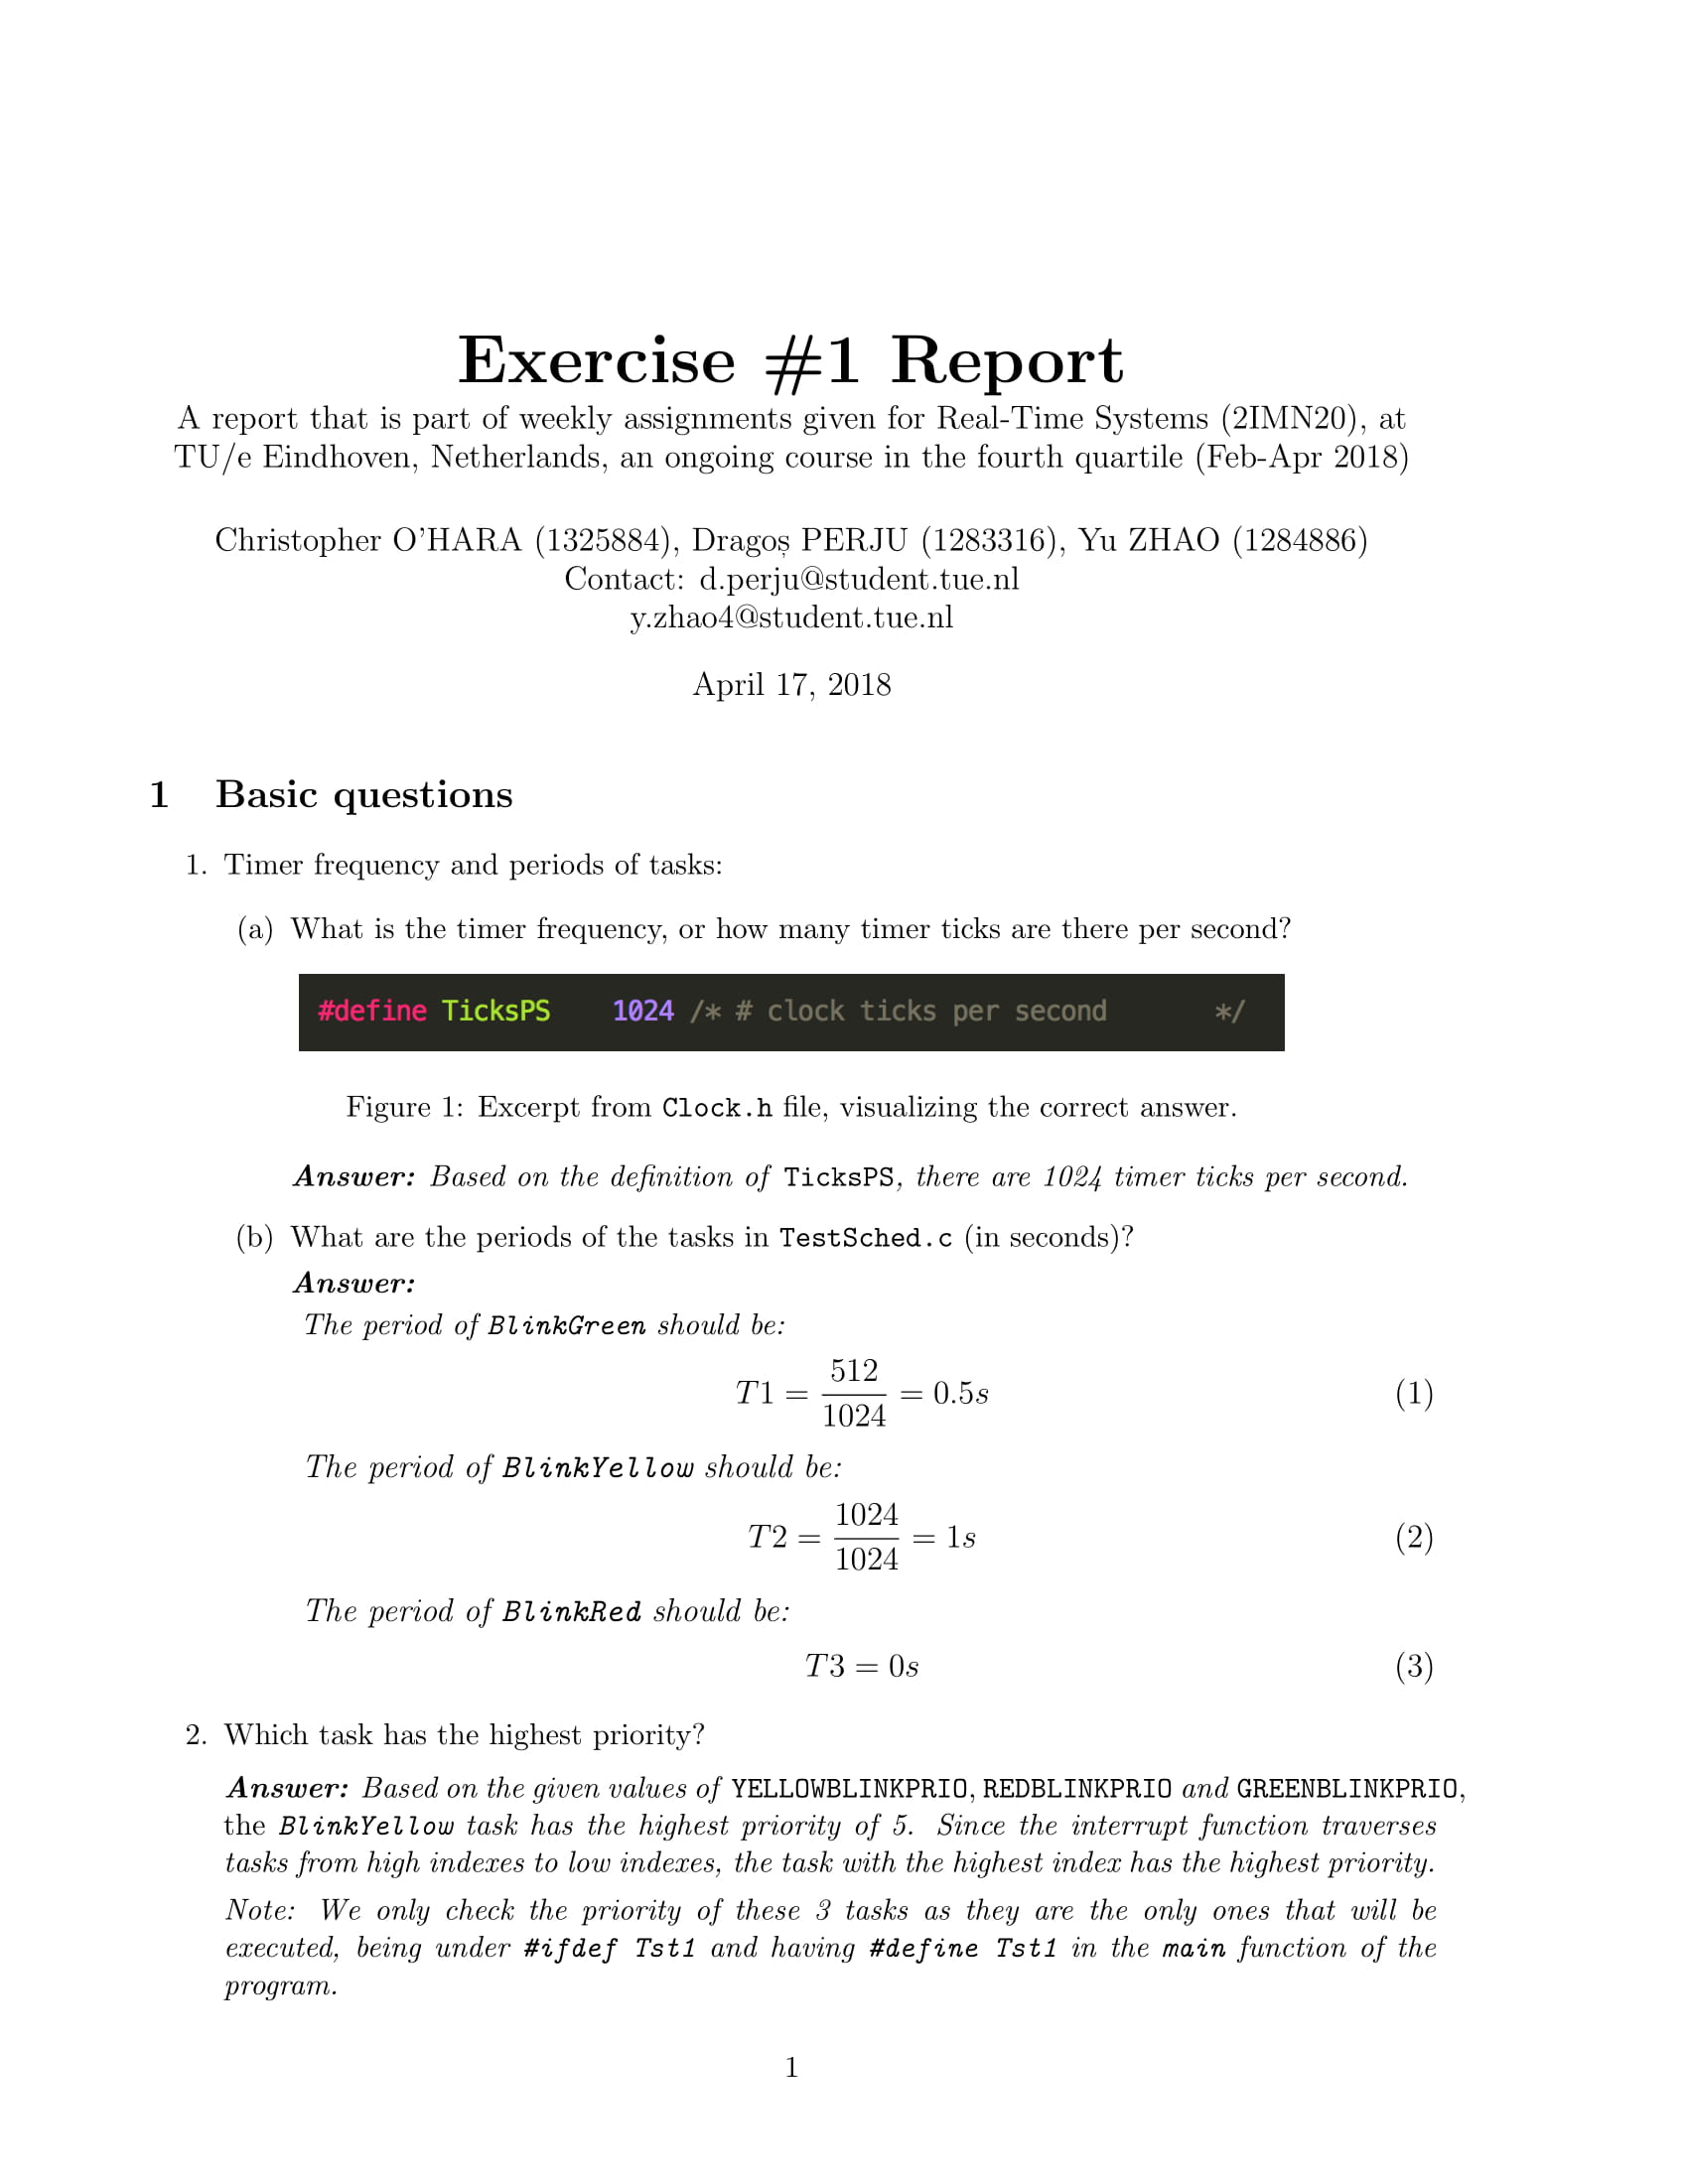 Exercise #1 Report
A report that is part of weekly assignments given for Real-Time Systems (2IMN20), at
TU/e Eindhoven, Netherlands, an ongoing course in the fourth quartile (Feb-Apr 2018)
Christopher O'HARA (1325884), Dragoș PERJU (1283316), Yu ZHAO (1284886)
Contact: d.perju@student.tue.nl
y.zhao4@student.tue.nl
April 17, 2018
1 Basic questions
1. Timer frequency and periods of tasks:
(a) What is the timer frequency, or how many timer ticks are there per second?
#define TicksPS 1024 /* # clock ticks per second */
Figure 1: Excerpt from Clock.h file, visualizing the correct answer.
Answer: Based on the definition of TicksPS, there are 1024 timer ticks per second.
(b) What are the periods of the tasks in TestSched.c (in seconds)?
Answer:
The period of BlinkGreen should be:
T1 = 512/1024 = 0.5s (1)
The period of BlinkYellow should be:
T2 = 1024/1024 = 1s (2)
The period of BlinkRed should be:
T3 = 0s (3)
2. Which task has the highest priority?
Answer: Based on the given values of YELLOWBLINKPRIO, REDBLINKPRIO and GREENBLINKPRIO,
the BlinkYellow task has the highest priority of 5. Since the interrupt function traverses
tasks from high indexes to low indexes, the task with the highest index has the highest priority.
Note: We only check the priority of these 3 tasks as they are the only ones that will be
executed, being under #ifdef Tst1 and having #define Tst1 in the main function of the
program.
1